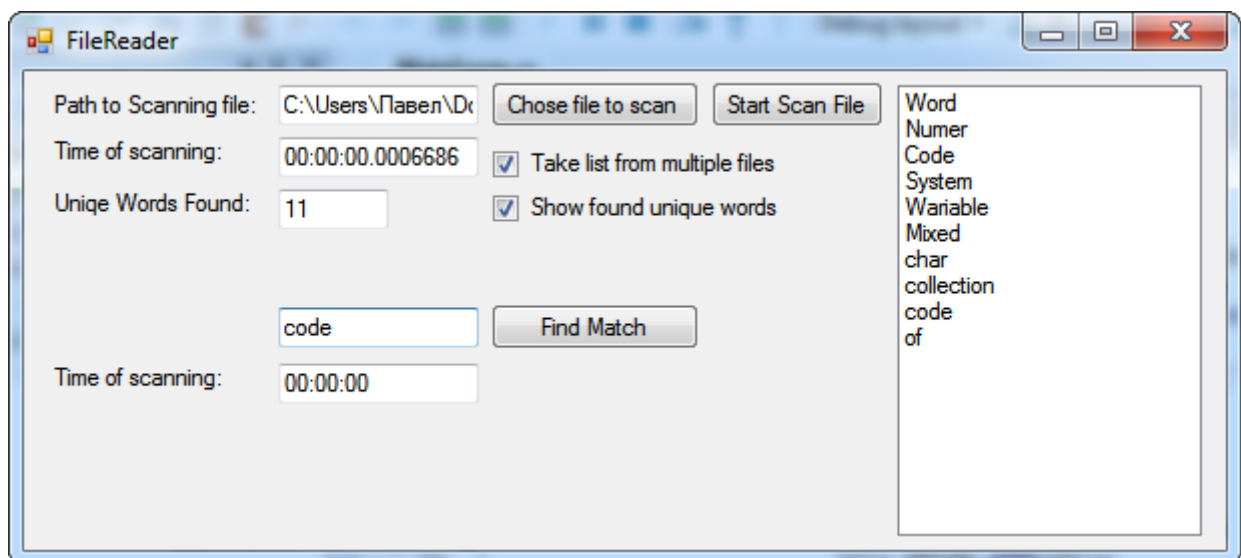 FileReader
Path to Scanning file: C:\Users\Павел\Do Chose file to scan Start Scan File
Time of scanning: 00:00:00.0006686 Take list from multiple files
Uniqe Words Found: 11 Show found unique words
code Find Match
Time of scanning: 00:00:00
Word
Numer
Code
System
Wariable
Mixed
char
collection
code
of